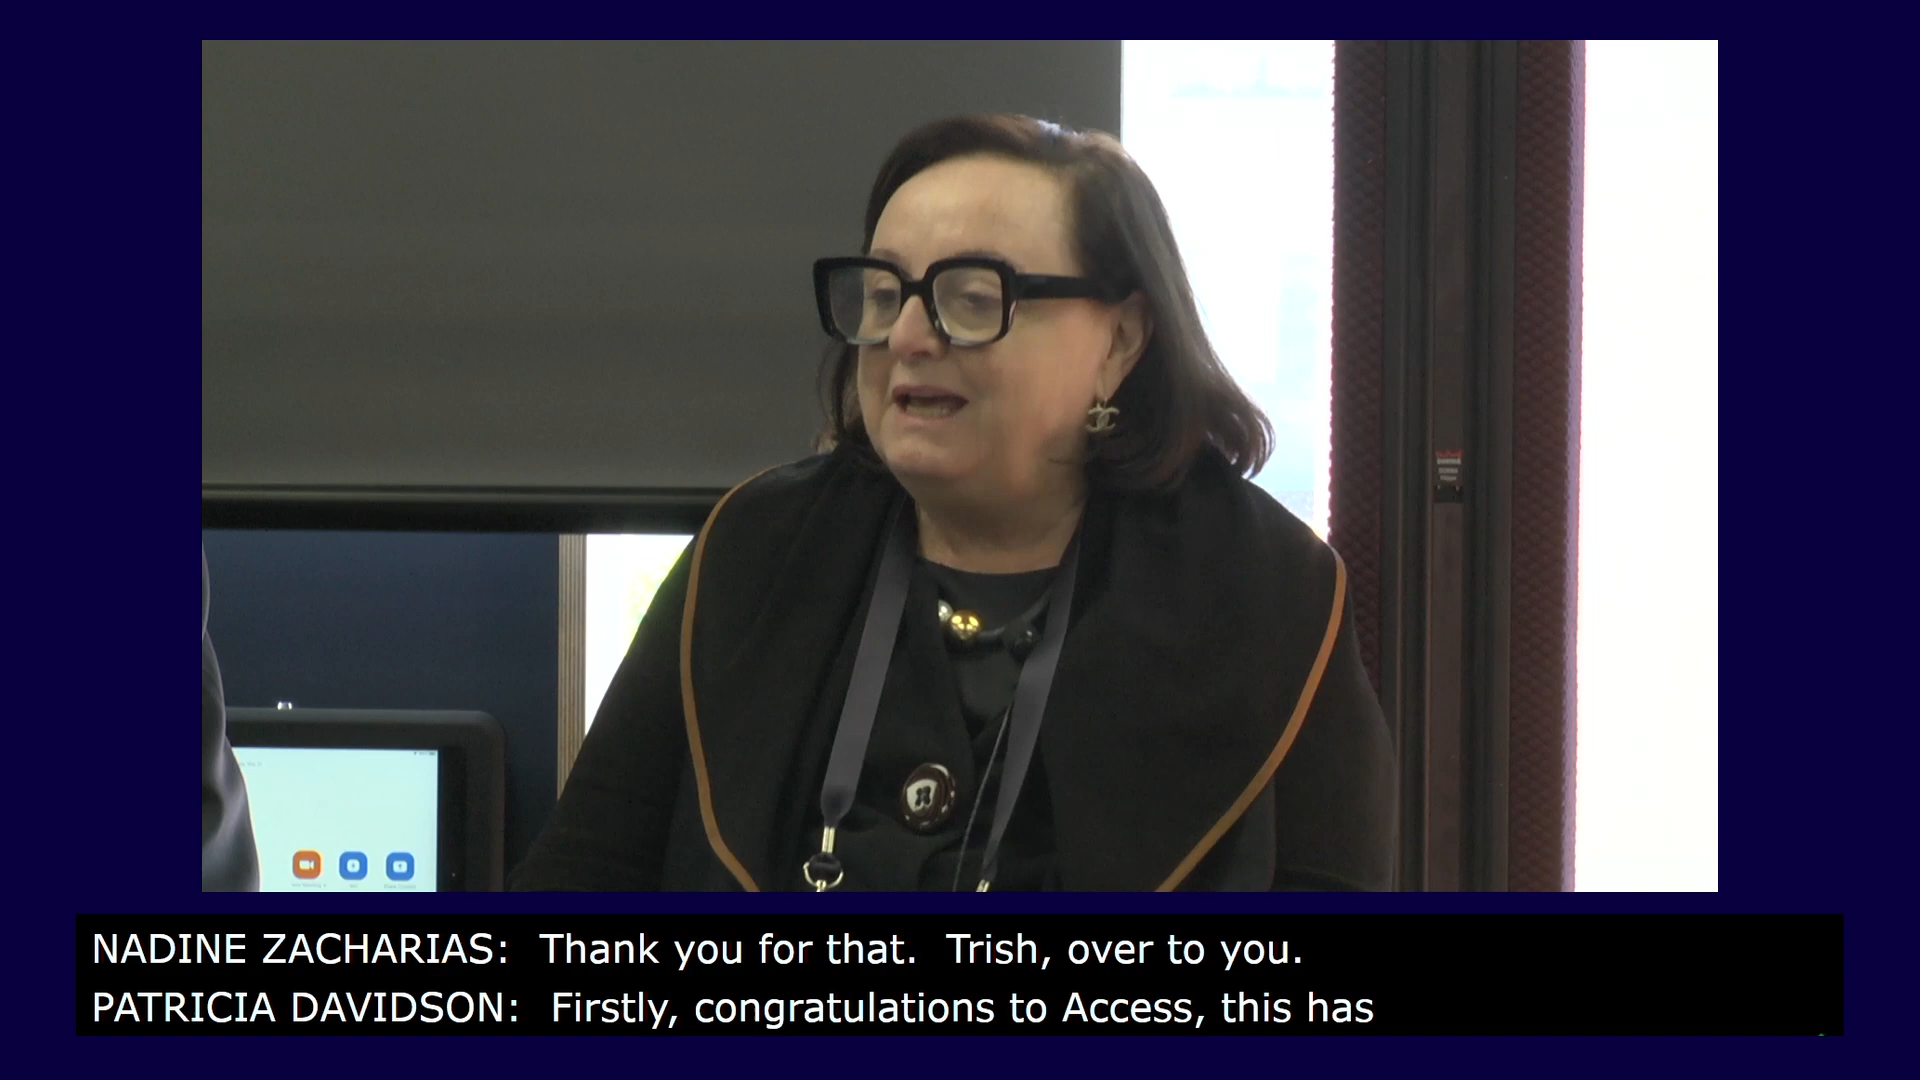 NADINE ZACHARIAS:  Thank you for that.  Trish, over to you.
PATRICIA DAVIDSON:  Firstly, congratulations to Access, this has